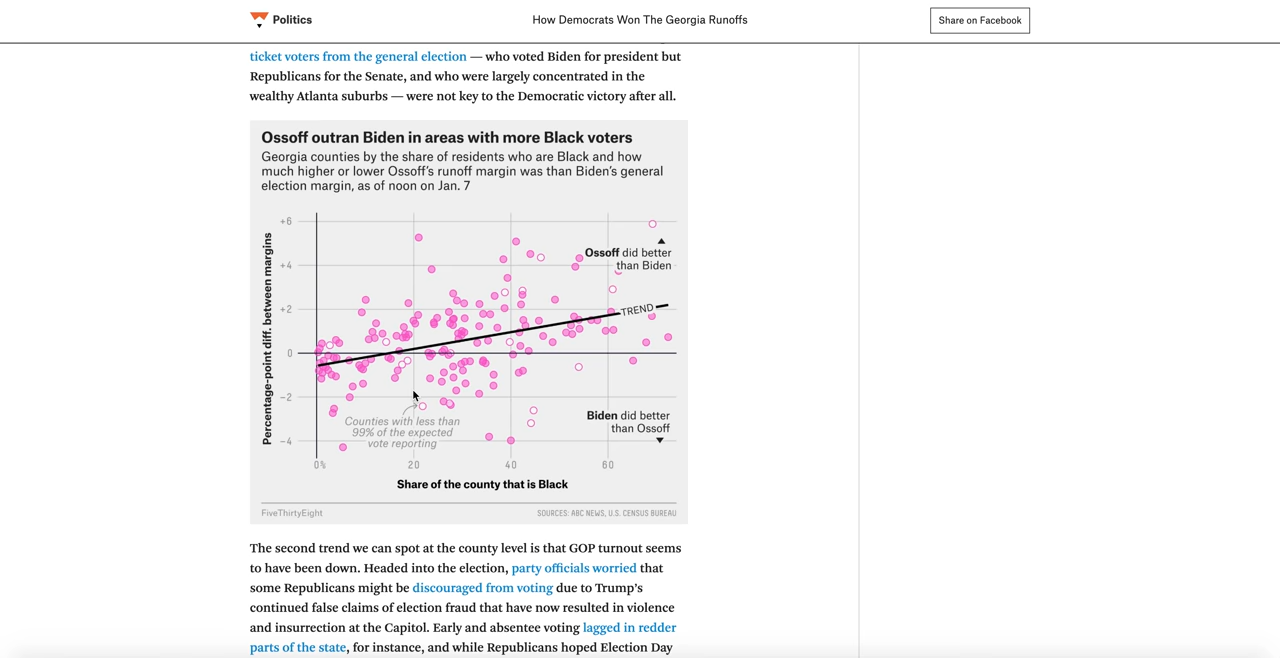 Politics
How Democrats Won The Georgia Runoffs
Share on Facebook
ticket voters from the general election — who voted Biden for president but
Republicans for the Senate, and who were largely concentrated in the
wealthy Atlanta suburbs — were not key to the Democratic victory after all.
Ossoff outran Biden in areas with more Black voters
Georgia counties by the share of residents who are Black and how
much higher or lower Ossoff's runoff margin was than Biden's general
election margin, as of noon on Jan. 7
Percentage-point diff. between margins
+6
+4
+2
0
−2
−4
Ossoff did better
than Biden
TREND
Biden did better
than Ossoff
Counties with less than
99% of the expected
vote reporting
0%
20
40
60
Share of the county that is Black
FiveThirtyEight
SOURCES: ABC NEWS, U.S. CENSUS BUREAU
The second trend we can spot at the county level is that GOP turnout seems
to have been down. Headed into the election, party officials worried that
some Republicans might be discouraged from voting due to Trump's
continued false claims of election fraud that have now resulted in violence
and insurrection at the Capitol. Early and absentee voting lagged in redder
parts of the state, for instance, and while Republicans hoped Election Day